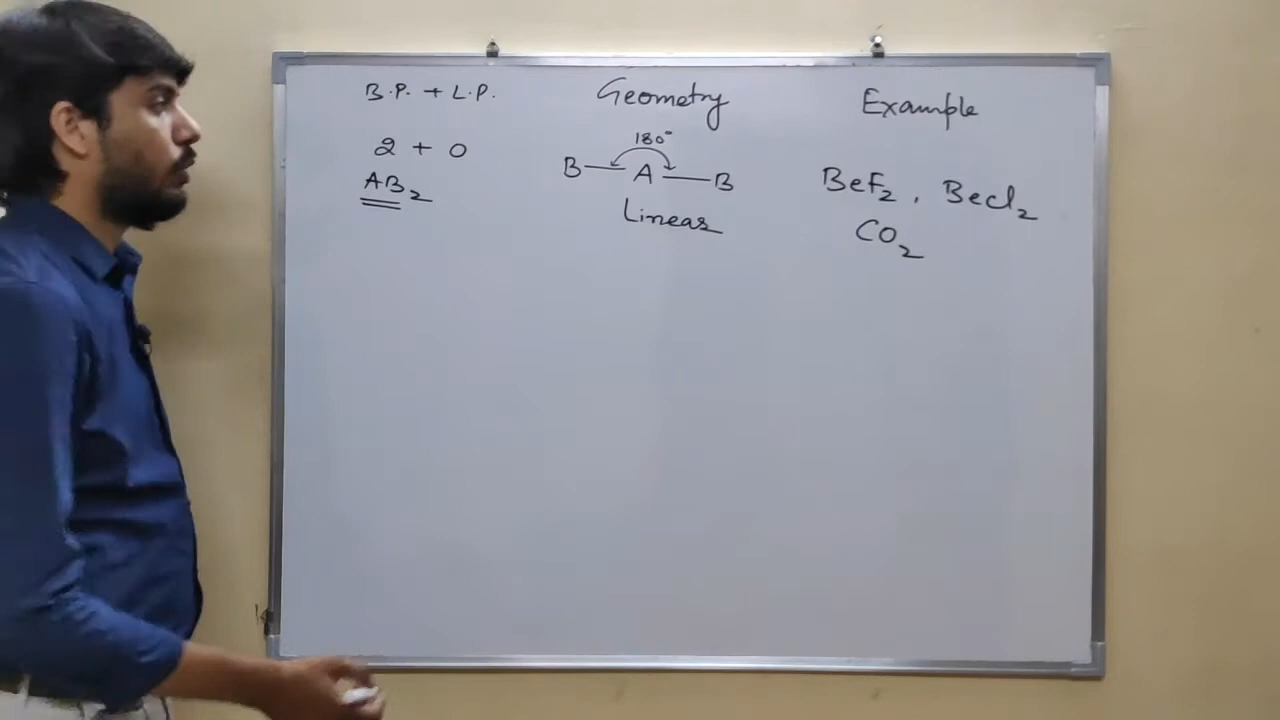 B.P. + L.P. Geometry Example
2 + 0
AB2
180°
B — A — B
Linear
BeF2 , BeCl2
CO2